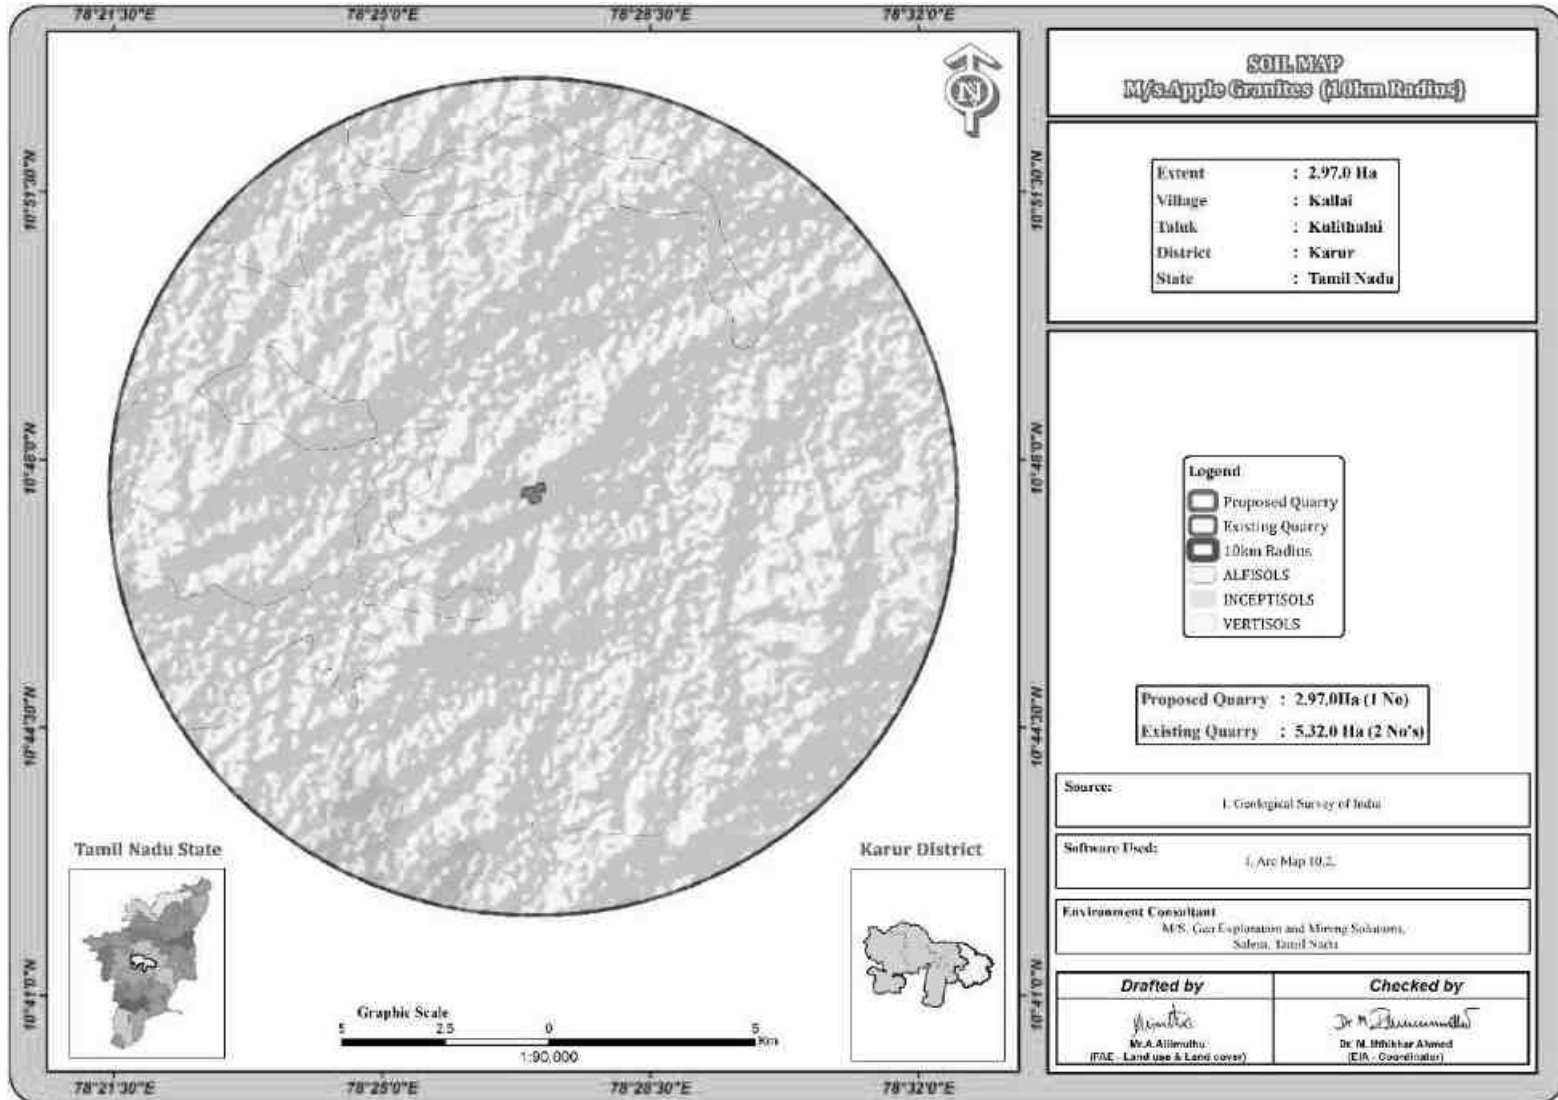 78°21'30"E 78°25'0"E 78°28'30"E 78°32'0"E
SOIL MAP
M/s.Apple Granites (10km Radius)
N
Extent : 2.97.0 Ha
Village : Kallai
Taluk : Kulithalai
District : Karur
State : Tamil Nadu
10°51'30"N 10°51'30"N
10°48'0"N 10°48'0"N
10°44'30"N 10°44'30"N
10°41'0"N 10°41'0"N
Legend
Proposed Quarry
Existing Quarry
10km Radius
ALFISOLS
INCEPTISOLS
VERTISOLS
Proposed Quarry : 2.97.0Ha (1 No)
Existing Quarry : 5.32.0 Ha (2 No's)
Source:
1. Geological Survey of India
Software Used:
1. Arc Map 10.2.
Environment Consultant
M/S. Geo Exploration and Mining Solutions,
Salem, Tamil Nadu
Tamil Nadu State
Karur District
Graphic Scale
5 2.5 0 5
Km
1:90,000
Drafted by Checked by
Dr. M.
(FAE - Land use & Land cover) (EIA - Coordinator)
78°21'30"E 78°25'0"E 78°28'30"E 78°32'0"E